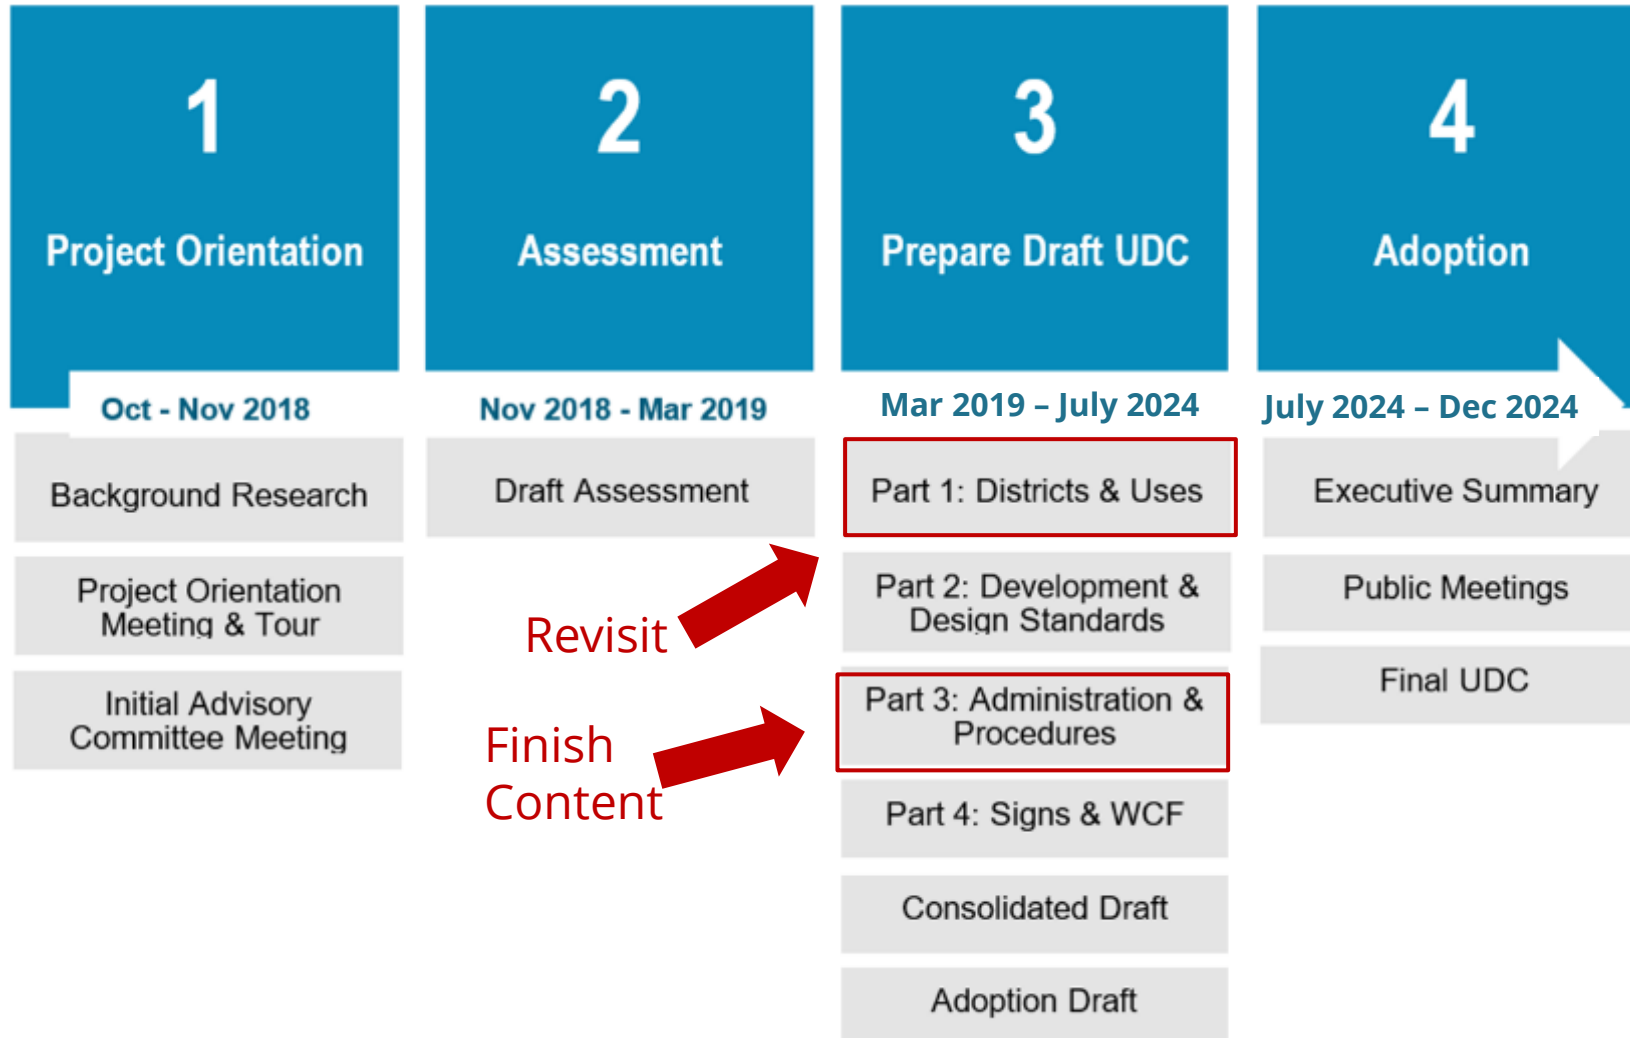 1
Project Orientation
Oct - Nov 2018
Background Research
Project Orientation
Meeting & Tour
Initial Advisory
Committee Meeting
2
Assessment
Nov 2018 - Mar 2019
Draft Assessment
Revisit
Finish
Content
3
Prepare Draft UDC
Mar 2019 – July 2024
Part 1: Districts & Uses
Part 2: Development &
Design Standards
Part 3: Administration &
Procedures
Part 4: Signs & WCF
Consolidated Draft
Adoption Draft
4
Adoption
July 2024 – Dec 2024
Executive Summary
Public Meetings
Final UDC